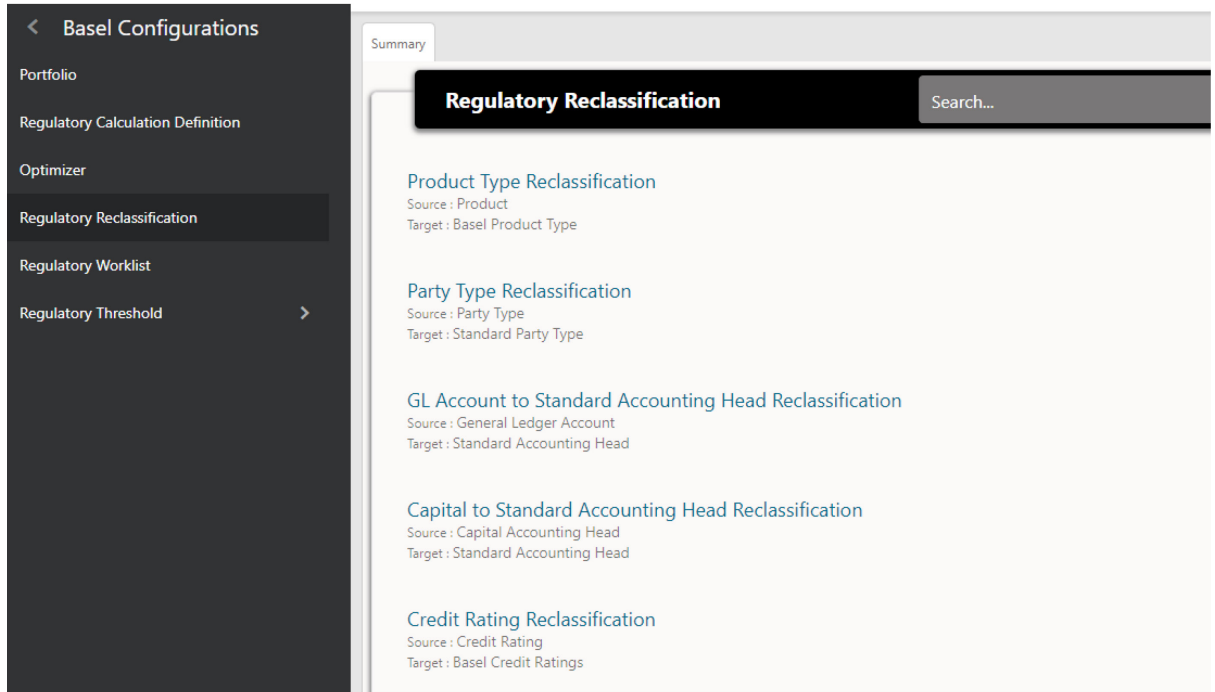 Basel Configurations
Portfolio
Regulatory Calculation Definition
Optimizer
Regulatory Reclassification
Regulatory Worklist
Regulatory Threshold
Summary
Regulatory Reclassification
Search...
Product Type Reclassification
Source : Product
Target : Basel Product Type
Party Type Reclassification
Source : Party Type
Target : Standard Party Type
GL Account to Standard Accounting Head Reclassification
Source : General Ledger Account
Target : Standard Accounting Head
Capital to Standard Accounting Head Reclassification
Source : Capital Accounting Head
Target : Standard Accounting Head
Credit Rating Reclassification
Source : Credit Rating
Target : Basel Credit Ratings